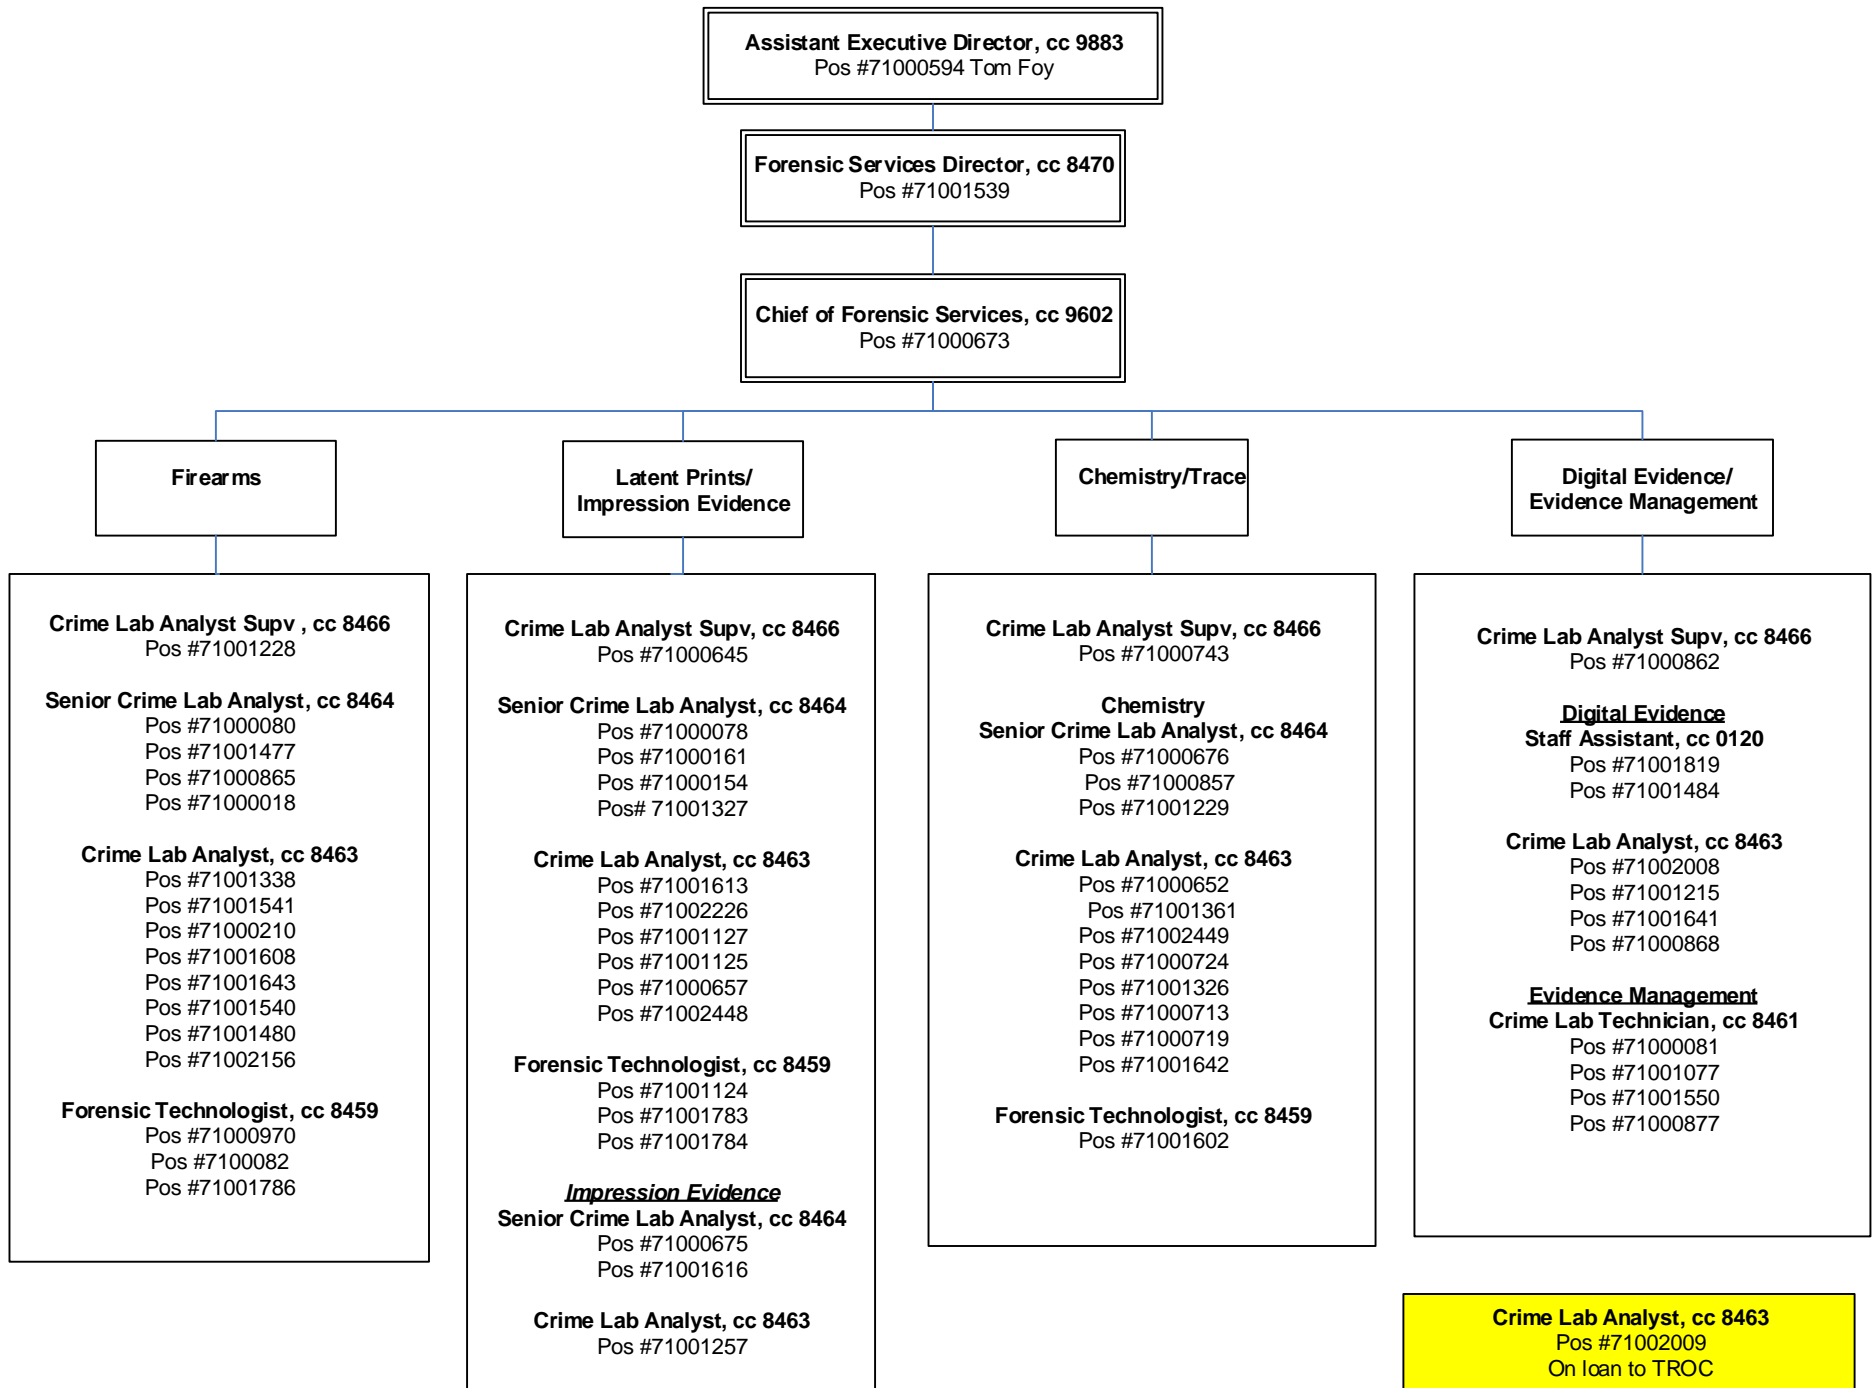 Assistant Executive Director, cc 9883
Pos #71000594 Tom Foy
Forensic Services Director, cc 8470
Pos #71001539
Chief of Forensic Services, cc 9602
Pos #71000673
Firearms
Latent Prints/
Impression Evidence
Chemistry/Trace
Digital Evidence/
Evidence Management
Crime Lab Analyst Supv , cc 8466
Pos #71001228
Senior Crime Lab Analyst, cc 8464
Pos #71000080
Pos #71001477
Pos #71000865
Pos #71000018
Crime Lab Analyst, cc 8463
Pos #71001338
Pos #71001541
Pos #71000210
Pos #71001608
Pos #71001643
Pos #71001540
Pos #71001480
Pos #71002156
Forensic Technologist, cc 8459
Pos #71000970
Pos #7100082
Pos #71001786
Crime Lab Analyst Supv, cc 8466
Pos #71000645
Senior Crime Lab Analyst, cc 8464
Pos #71000078
Pos #71000161
Pos #71000154
Pos# 71001327
Crime Lab Analyst, cc 8463
Pos #71001613
Pos #71002226
Pos #71001127
Pos #71001125
Pos #71000657
Pos #71002448
Forensic Technologist, cc 8459
Pos #71001124
Pos #71001783
Pos #71001784
Impression Evidence
Senior Crime Lab Analyst, cc 8464
Pos #71000675
Pos #71001616
Crime Lab Analyst, cc 8463
Pos #71001257
Crime Lab Analyst Supv, cc 8466
Pos #71000743
Chemistry
Senior Crime Lab Analyst, cc 8464
Pos #71000676
Pos #71000857
Pos #71001229
Crime Lab Analyst, cc 8463
Pos #71000652
Pos #71001361
Pos #71002449
Pos #71000724
Pos #71001326
Pos #71000713
Pos #71000719
Pos #71001642
Forensic Technologist, cc 8459
Pos #71001602
Crime Lab Analyst Supv, cc 8466
Pos #71000862
Digital Evidence
Staff Assistant, cc 0120
Pos #71001819
Pos #71001484
Crime Lab Analyst, cc 8463
Pos #71002008
Pos #71001215
Pos #71001641
Pos #71000868
Evidence Management
Crime Lab Technician, cc 8461
Pos #71000081
Pos #71001077
Pos #71001550
Pos #71000877
Crime Lab Analyst, cc 8463
Pos #71002009
On loan to TROC